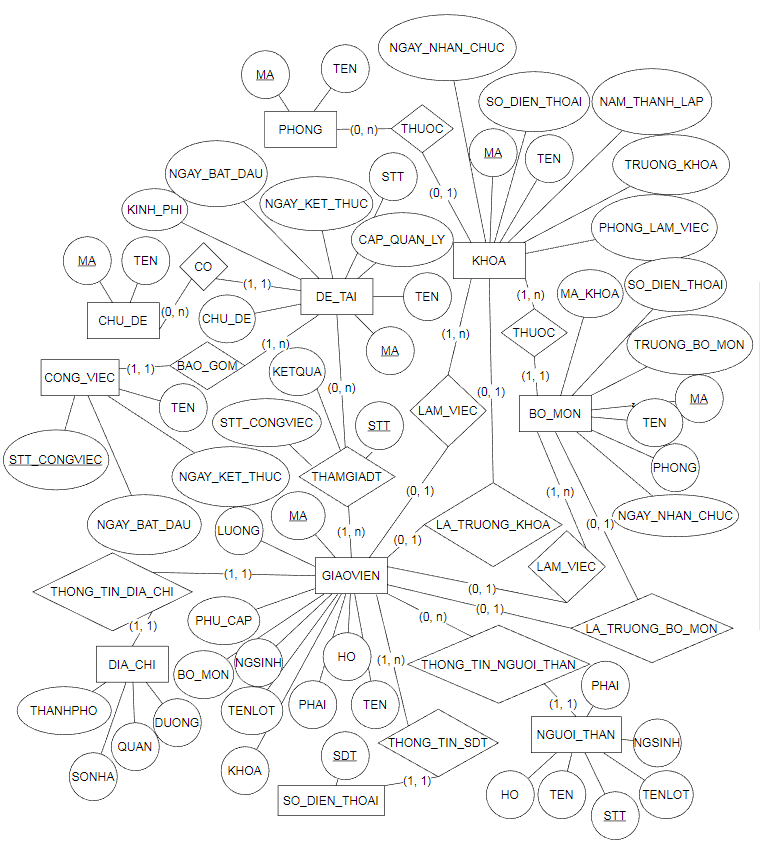 NGAY_NHAN_CHUC
MA
TEN
SO_DIEN_THOAI
NAM_THANH_LAP
PHONG
(0, n)
THUOC
MA
TEN
TRUONG_KHOA
NGAY_BAT_DAU
STT
(0, 1)
NGAY_KET_THUC
KINH_PHI
PHONG_LAM_VIEC
CAP_QUAN_LY
MA
TEN
CO
KHOA
(1, 1)
DE_TAI
TEN
(1, n)
MA_KHOA
SO_DIEN_THOAI
CHU_DE
(0, n)
CHU_DE
THUOC
(1, n)
(1, n)
TRUONG_BO_MON
MA
CONG_VIEC
(1, 1)
BAO_GOM
KETQUA
(0, n)
(0, 1)
(1, 1)
MA
TEN
LAM_VIEC
BO_MON
TEN
STT_CONGVIEC
STT
STT_CONGVIEC
PHONG
NGAY_KET_THUC
THAMGIADT
(0, 1)
(1, n)
MA
NGAY_NHAN_CHUC
NGAY_BAT_DAU
LUONG
(1, n)
LA_TRUONG_KHOA
(0, 1)
(0, 1)
LAM_VIEC
(1, 1)
GIAOVIEN
THONG_TIN_DIA_CHI
(0, 1)
(0, 1)
(0, n)
PHU_CAP
(1, 1)
LA_TRUONG_BO_MON
HO
DIA_CHI
NGSINH
(1, n)
THONG_TIN_NGUOI_THAN
BO_MON
PHAI
PHAI
TEN
(1, 1)
THANHPHO
TENLOT
DUONG
NGUOI_THAN
NGSINH
QUAN
THONG_TIN_SDT
SDT
KHOA
SONHA
(1, 1)
HO
TEN
TENLOT
SO_DIEN_THOAI
STT